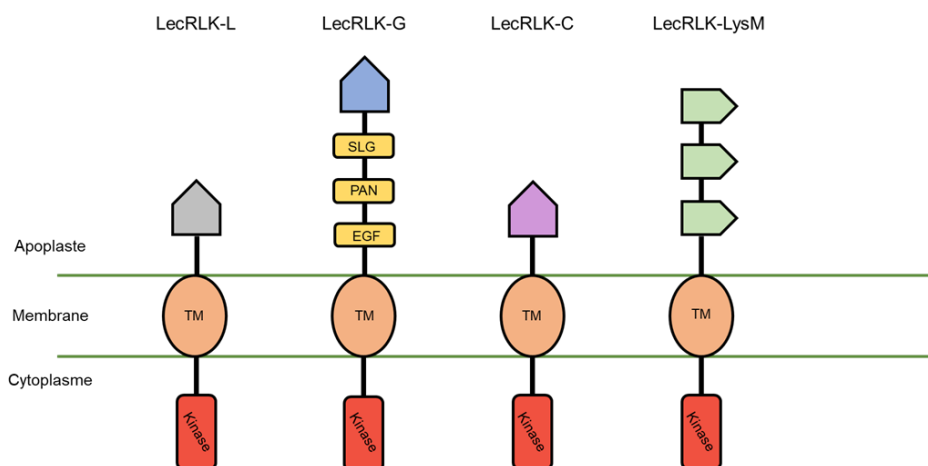 LecRLK-L LecRLK-G LecRLK-C LecRLK-LysM
SLG
PAN
EGF
Apoplaste
Membrane TM TM TM TM
Cytoplasme
Kinase Kinase Kinase Kinase